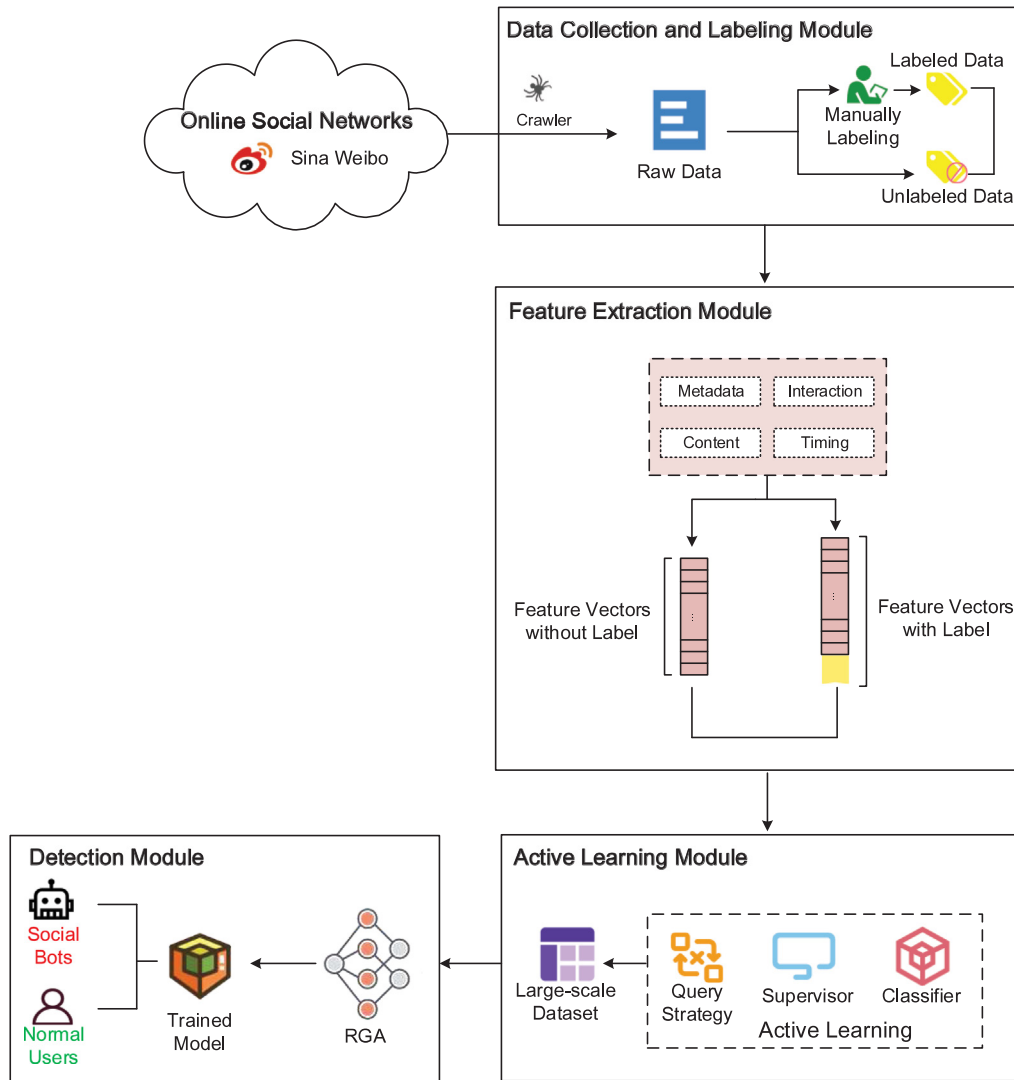 Data Collection and Labeling Module
Online Social Networks
Sina Weibo
Crawler
Raw Data
Manually
Labeling
Labeled Data
Unlabeled Data
Feature Extraction Module
Metadata
Interaction
Content
Timing
Feature Vectors
without Label
Feature Vectors
with Label
Detection Module
Social
Bots
Normal
Users
Trained
Model
RGA
Active Learning Module
Large-scale
Dataset
Query
Strategy
Supervisor
Classifier
Active Learning